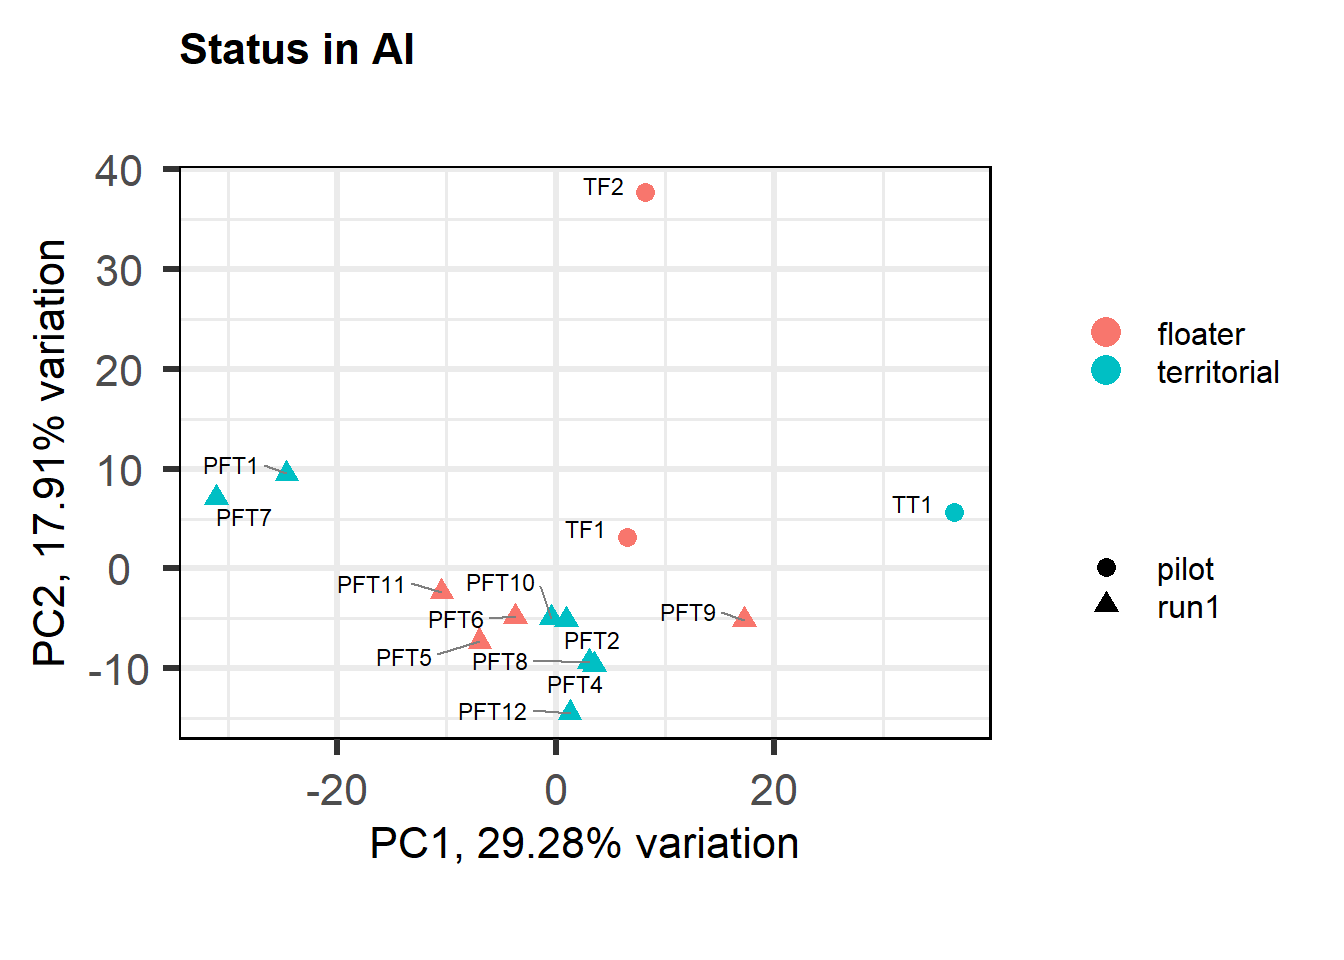 Status in AI
40
30
20
10
0
-10
PC2, 17.91% variation
TF2
PFT1
PFT7
TT1
TF1
PFT11
PFT10
PFT6
PFT9
PFT2
PFT5
PFT8
PFT4
PFT12
-20
0
20
PC1, 29.28% variation
floater
territorial
pilot
run1